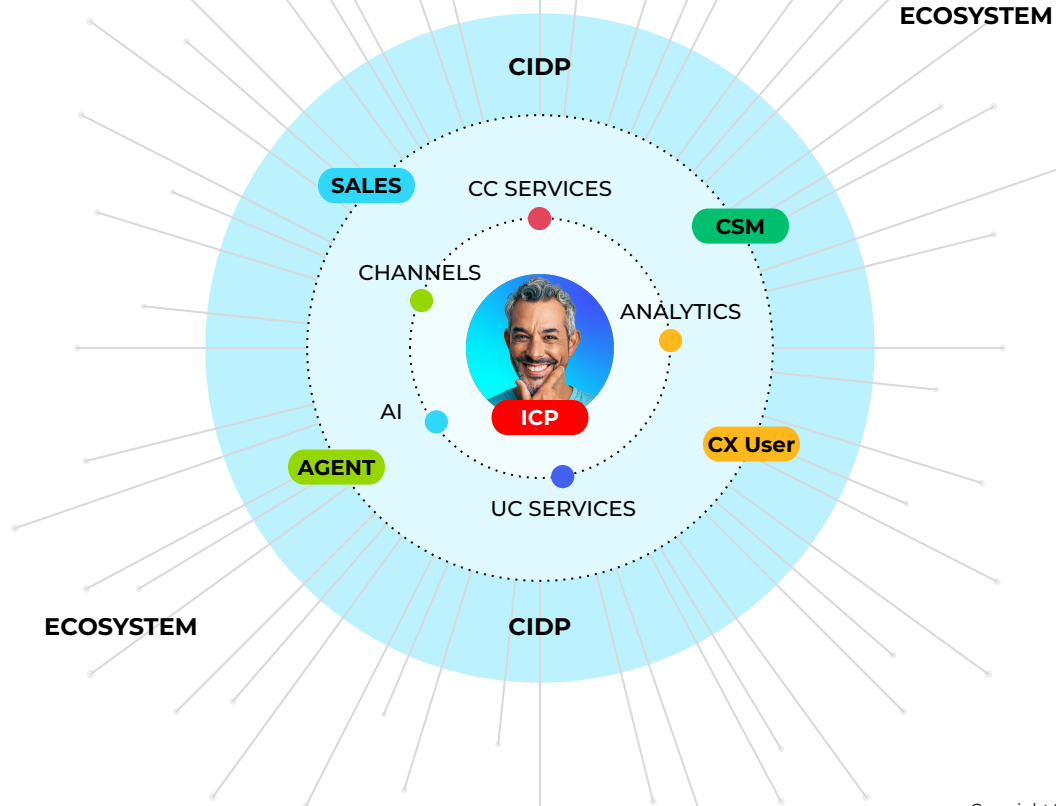 ECOSYSTEM
CIDP
SALES
CC SERVICES
CSM
CHANNELS
ANALYTICS
AI
ICP
CX User
AGENT
UC SERVICES
ECOSYSTEM
CIDP